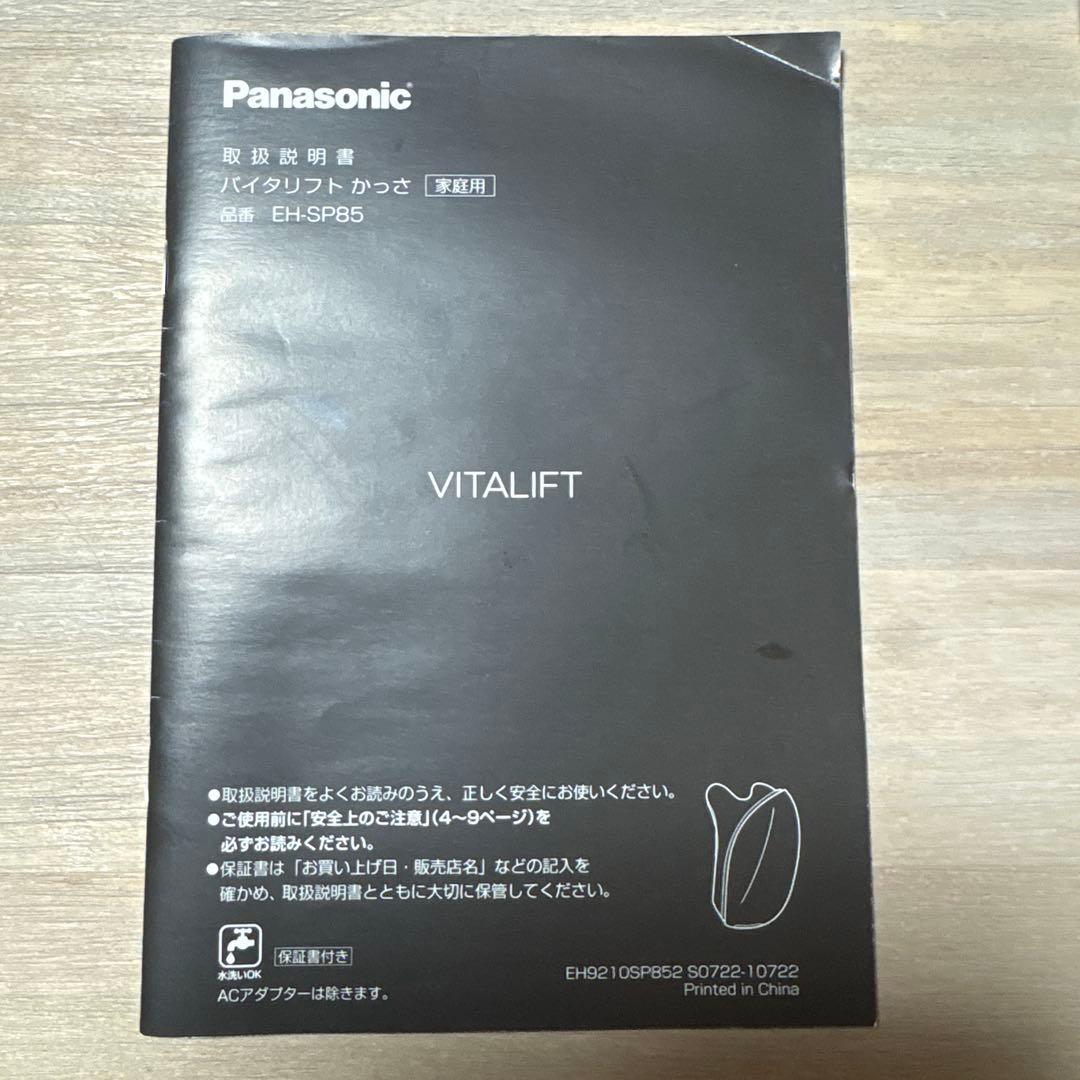 Panasonic®
取扱説明書
バイタリフト かっさ 家庭用
品番 EH-SP85
VITALIFT
●取扱説明書をよくお読みのうえ、正しく安全にお使いください。
●ご使用前に「安全上のご注意」(4〜9ページ)を
必ずお読みください。
●保証書は「お買い上げ日・販売店名」などの記入を
確かめ、取扱説明書とともに大切に保管してください。
水洗いOK
保証書付き
ACアダプターは除きます。
EH9210SP852 S0722-10722
Printed in China